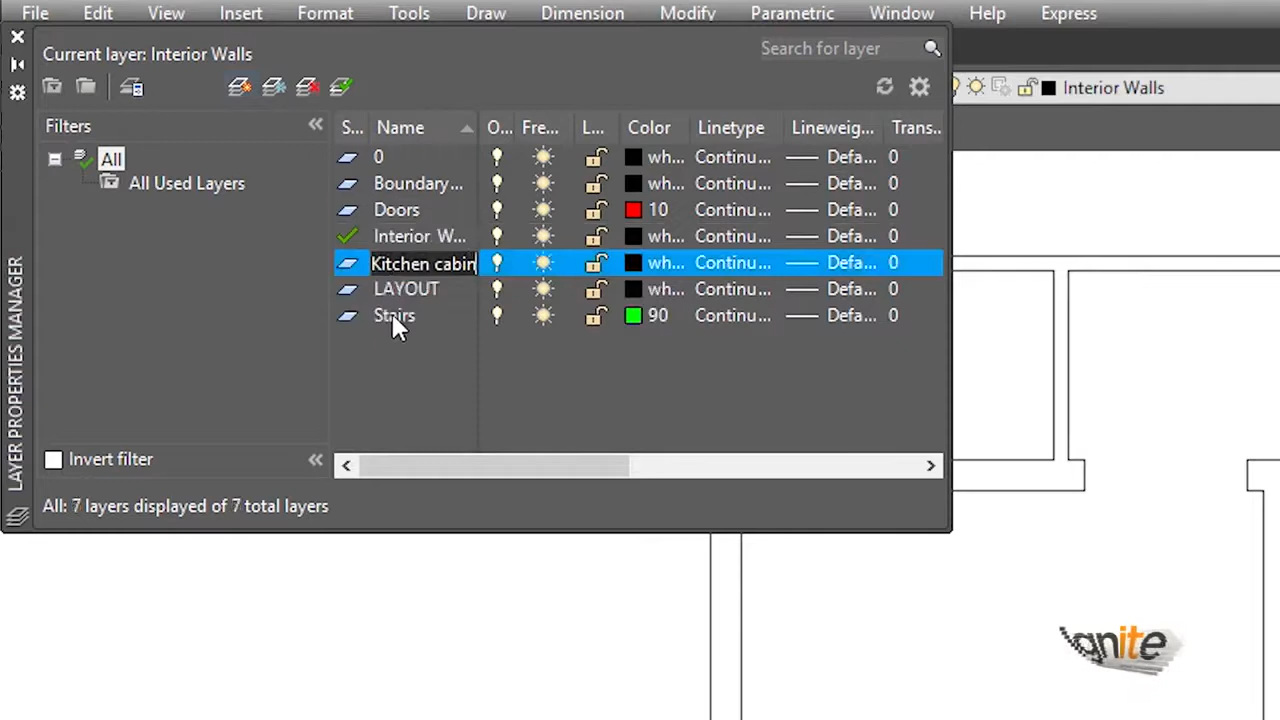 File Edit View Insert Format Tools Draw Dimension Modify Parametric Window Help Express
Current layer: Interior Walls
Search for layer
Interior Walls
Filters
S... Name O... Fre... L... Color Linetype Lineweig... Trans..
All
All Used Layers
0 wh... Continu... Defa... 0
Boundary... wh... Continu... Defa... 0
Doors 10 Continu... Defa... 0
Interior W... wh... Continu... Defa... 0
Kitchen cabin wh... Continu... Defa... 0
LAYOUT wh... Continu... Defa... 0
Stairs 90 Continu... Defa... 0
LAYER PROPERTIES MANAGER
Invert filter
All: 7 layers displayed of 7 total layers
ignite